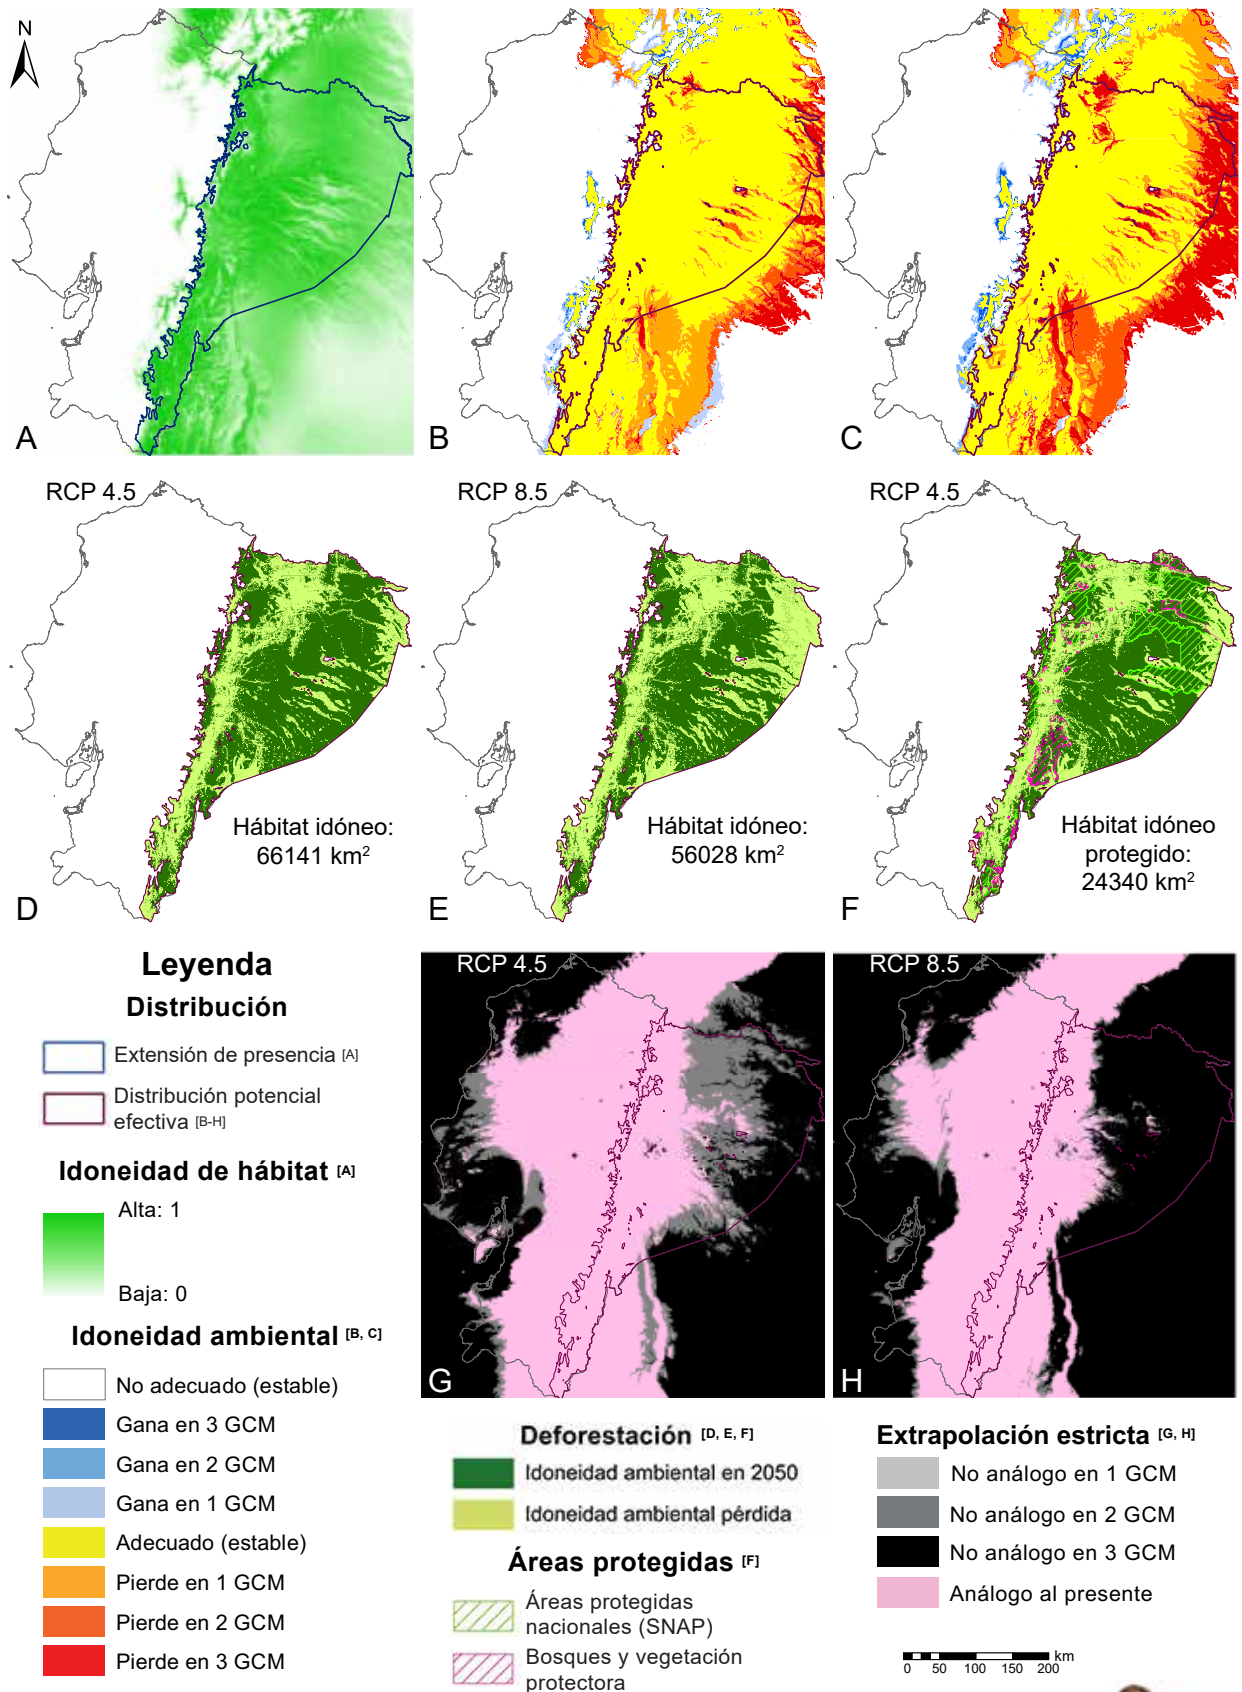 N
A
B
C
RCP 4.5
RCP 8.5
RCP 4.5
Hábitat idóneo:
66141 km²
Hábitat idóneo:
56028 km²
Hábitat idóneo
protegido:
24340 km²
D
E
F
Leyenda
Distribución
Extensión de presencia [A]
Distribución potencial
efectiva [B-H]
Idoneidad de hábitat [A]
Alta: 1
Baja: 0
Idoneidad ambiental [B, C]
No adecuado (estable)
Gana en 3 GCM
Gana en 2 GCM
Gana en 1 GCM
Adecuado (estable)
Pierde en 1 GCM
Pierde en 2 GCM
Pierde en 3 GCM
RCP 4.5
RCP 8.5
G
H
Deforestación [D, E, F]
Idoneidad ambiental en 2050
Idoneidad ambiental pérdida
Áreas protegidas [F]
Áreas protegidas
nacionales (SNAP)
Bosques y vegetación
protectora
Extrapolación estricta [G, H]
No análogo en 1 GCM
No análogo en 2 GCM
No análogo en 3 GCM
Análogo al presente
km
0 50 100 150 200